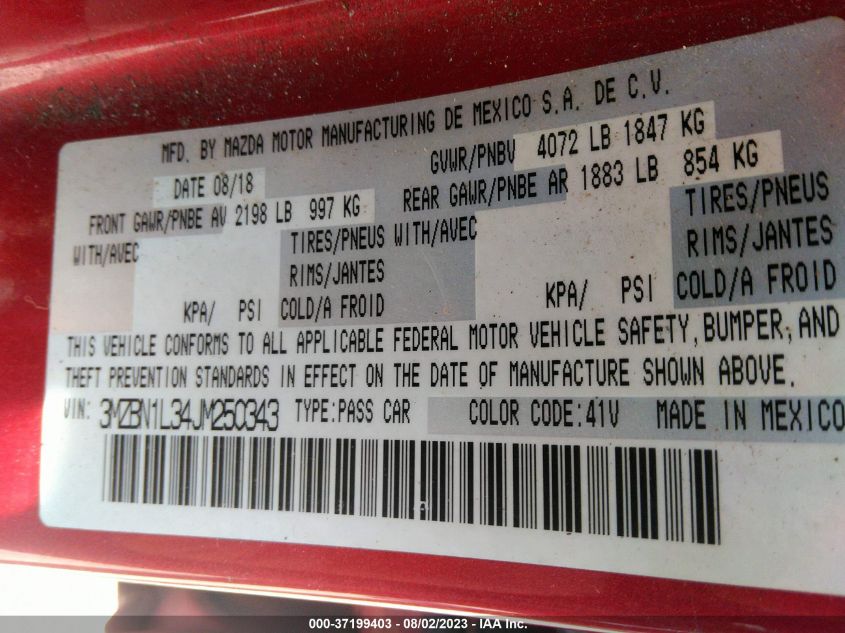 MFD. BY MAZDA MOTOR MANUFACTURING DE MEXICO S.A. DE C.V.
DATE 08/18 GVWR/PNBV 4072 LB 1847 KG
FRONT GAWR/PNBE AV 2198 LB 997 KG REAR GAWR/PNBE AR 1883 LB 854 KG
WITH/AVEC TIRES/PNEUS WITH/AVEC TIRES/PNEUS
RIMS/JANTES RIMS/JANTES
KPA/ PSI COLD/A FROID KPA/ PSI COLD/A FROID
THIS VEHICLE CONFORMS TO ALL APPLICABLE FEDERAL MOTOR VEHICLE SAFETY, BUMPER, AND
THEFT PREVENTION STANDARDS IN EFFECT ON THE DATE OF MANUFACTURE SHOWN ABOVE.
VIN: 3MZBN1L34JM250343 TYPE:PASS CAR COLOR CODE:41V MADE IN MEXICO
000-37199403 - 08/02/2023 - IAA Inc.